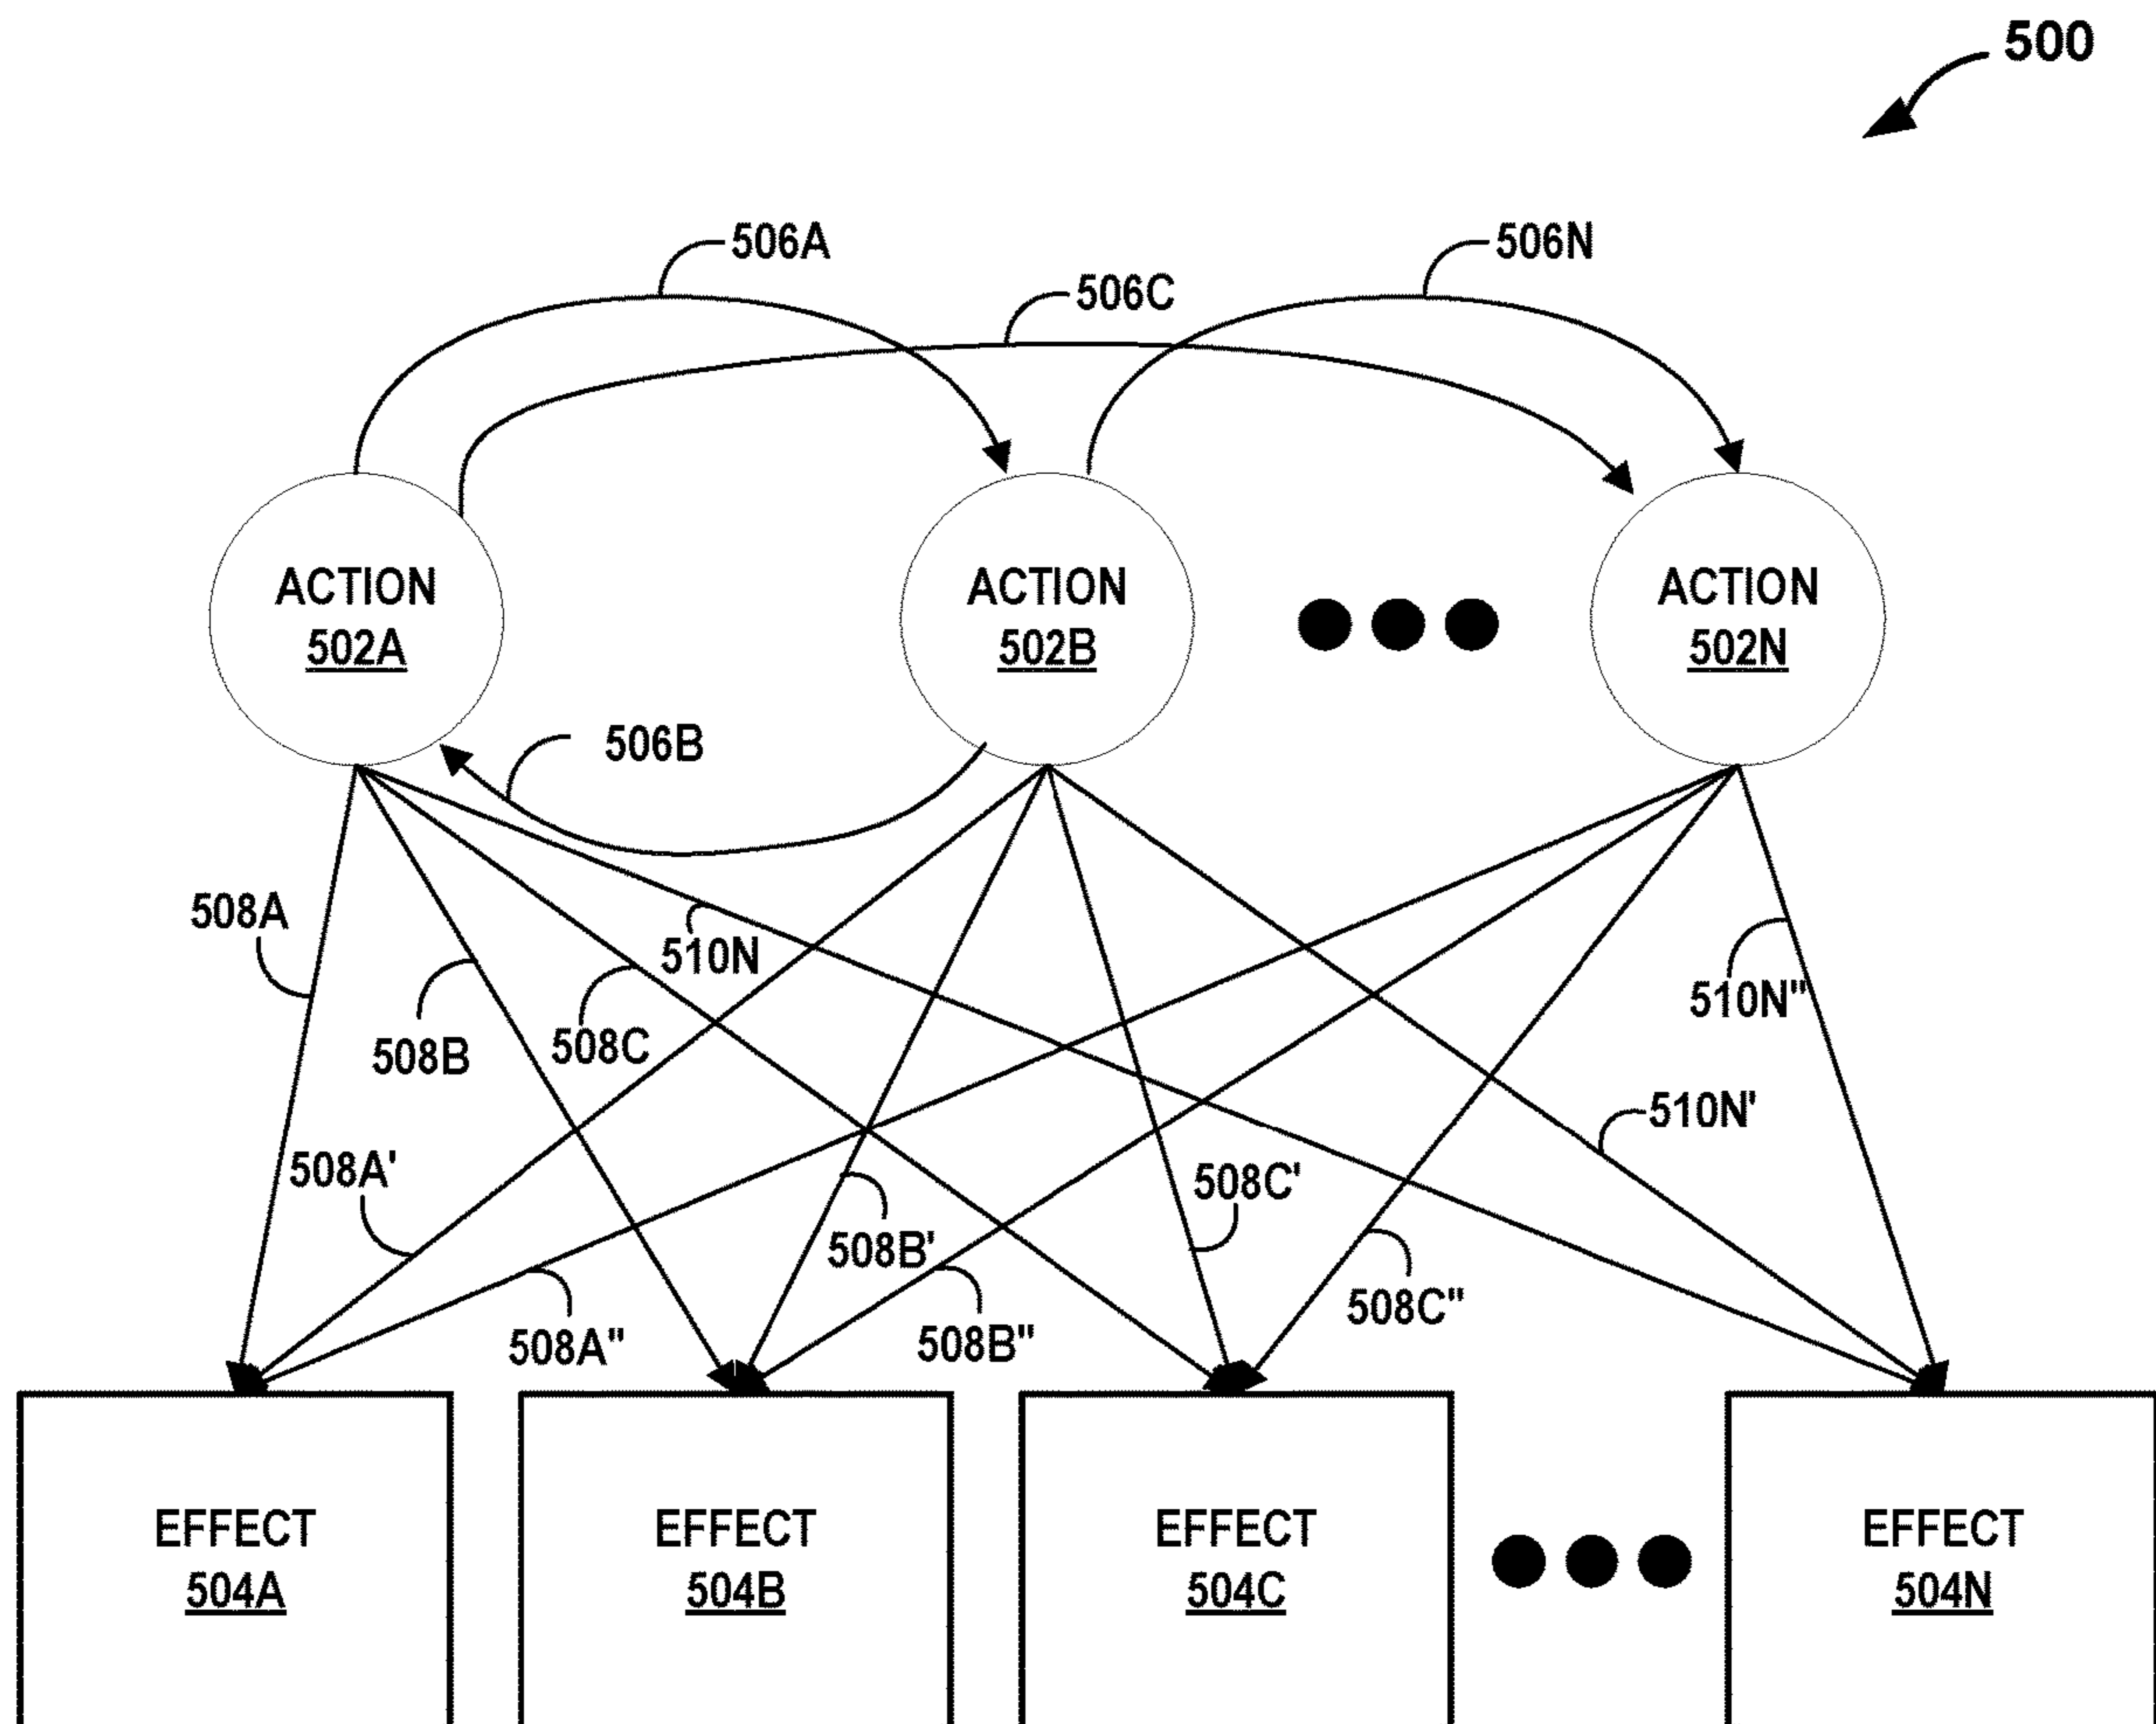 500
506A
506N
506C
ACTION
502A
ACTION
502B
ACTION
502N
506B
508A
510N
510N"
508B
508C
510N'
508A'
508C'
508B'
508C"
508A"
508B"
EFFECT
504A
EFFECT
504B
EFFECT
504C
EFFECT
504N